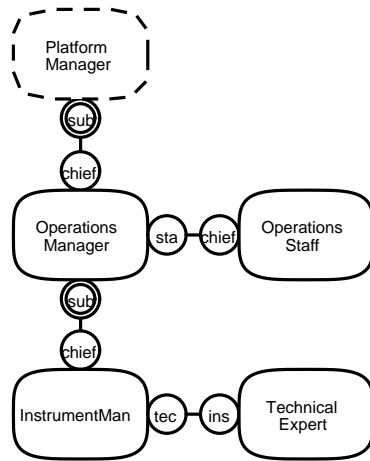 Platform
Manager
sub
chief
Operations
Manager
sta
chief
Operations
Staff
sub
chief
InstrumentMan
tec
ins
Technical
Expert